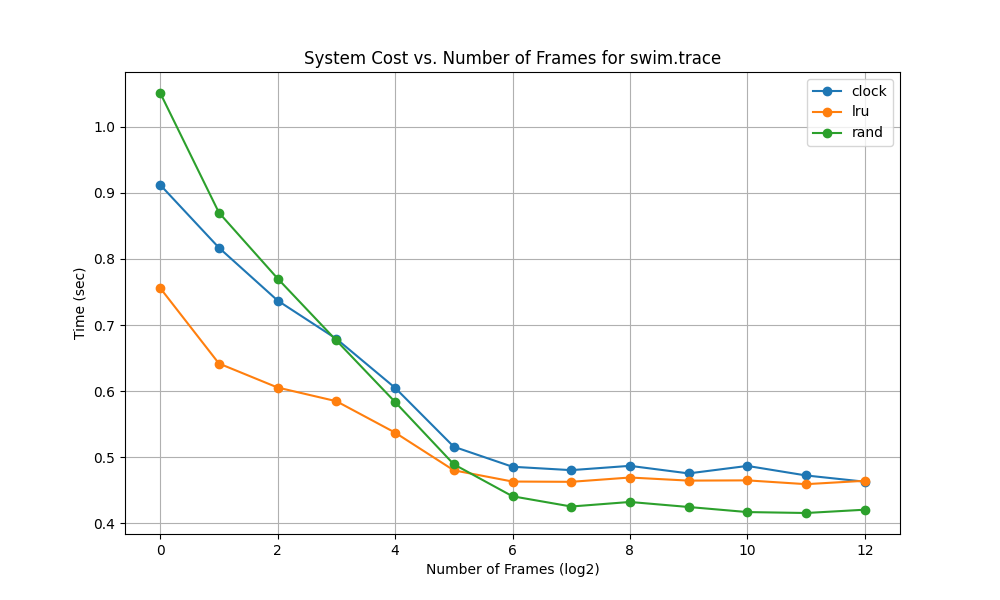 System Cost vs. Number of Frames for swim.trace
clock
lru
rand
1.0
0.9
0.8
0.7
0.6
0.5
0.4
Time (sec)
0 2 4 6 8 10 12
Number of Frames (log2)